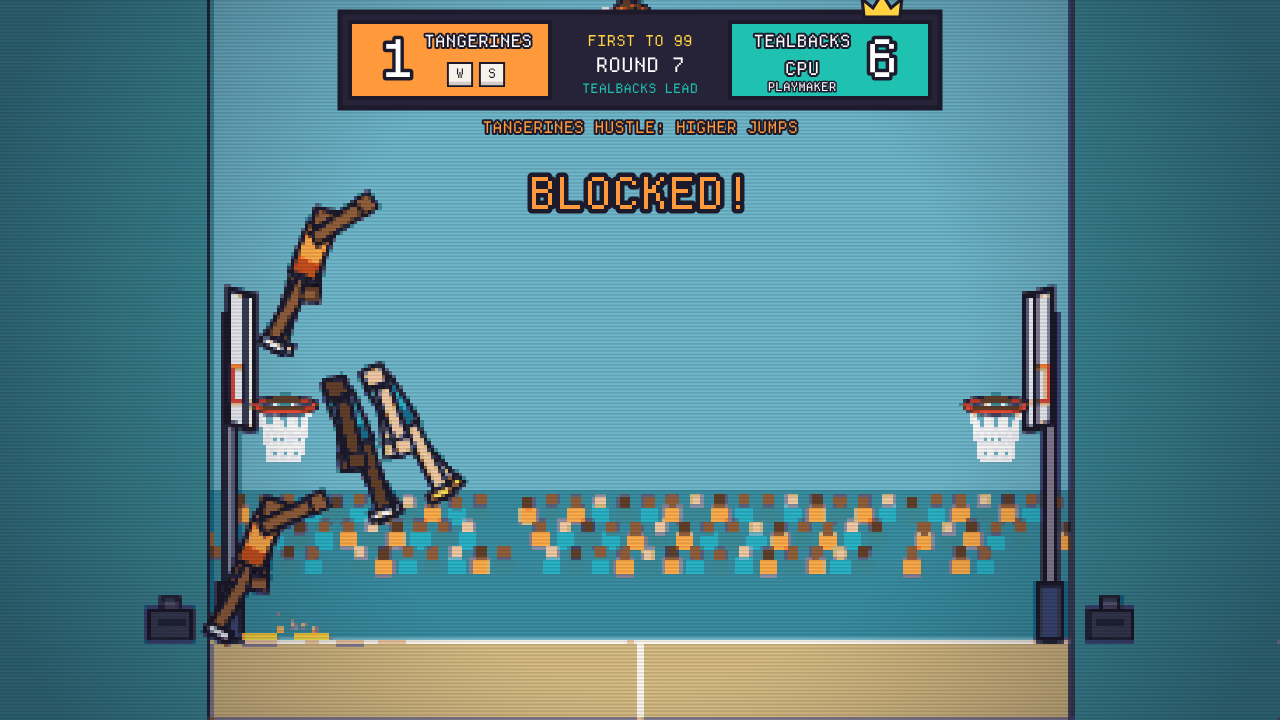 1 TANGERINES
W S
FIRST TO 99
ROUND 7
TEALBACKS LEAD
TEALBACKS 6
CPU
PLAYMAKER
TANGERINES HUSTLE: HIGHER JUMPS
BLOCKED!